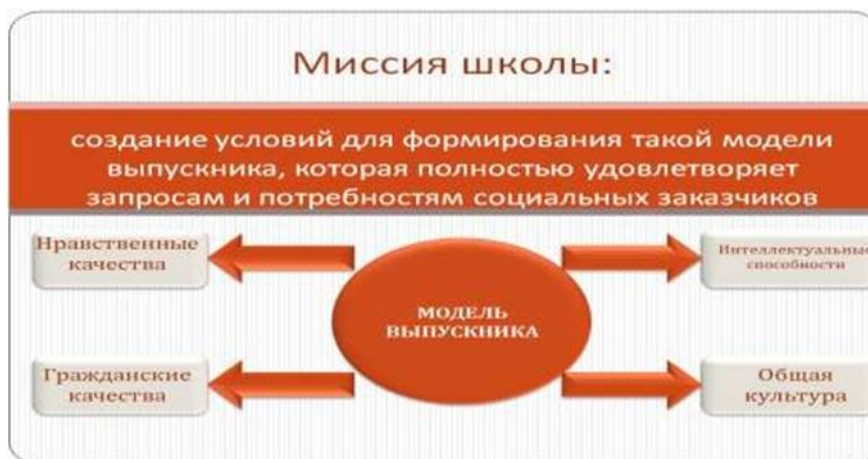 Миссия школы:
создание условий для формирования такой модели
выпускника, которая полностью удовлетворяет
запросам и потребностям социальных заказчиков
Нравственные
качества
МОДЕЛЬ
ВЫПУСКНИКА
Интеллектуальные
способности
Гражданские
качества
Общая
культура